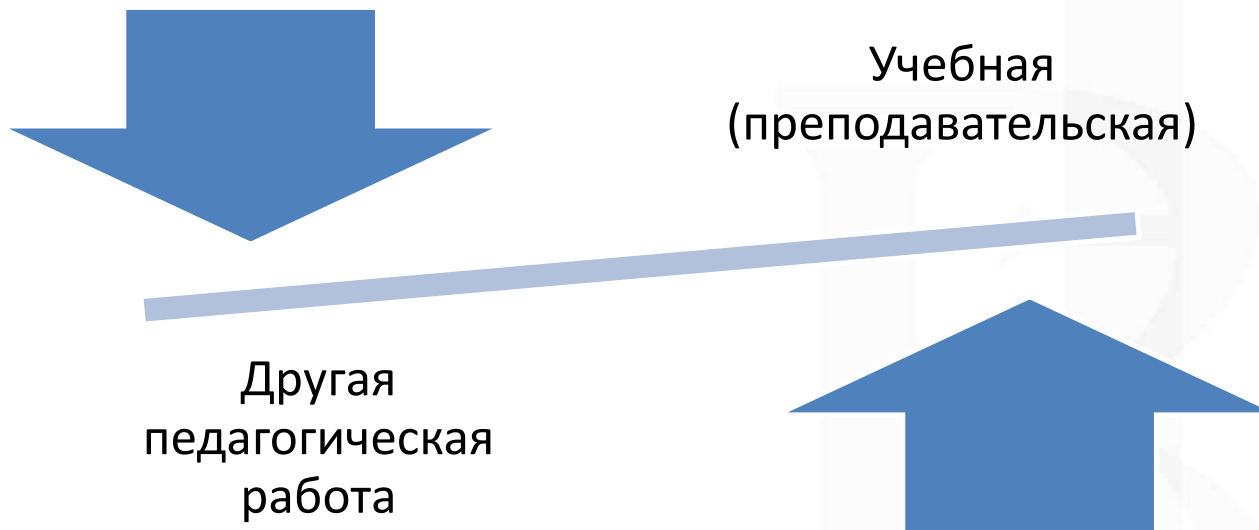 Учебная
(преподавательская)
Другая
педагогическая
работа